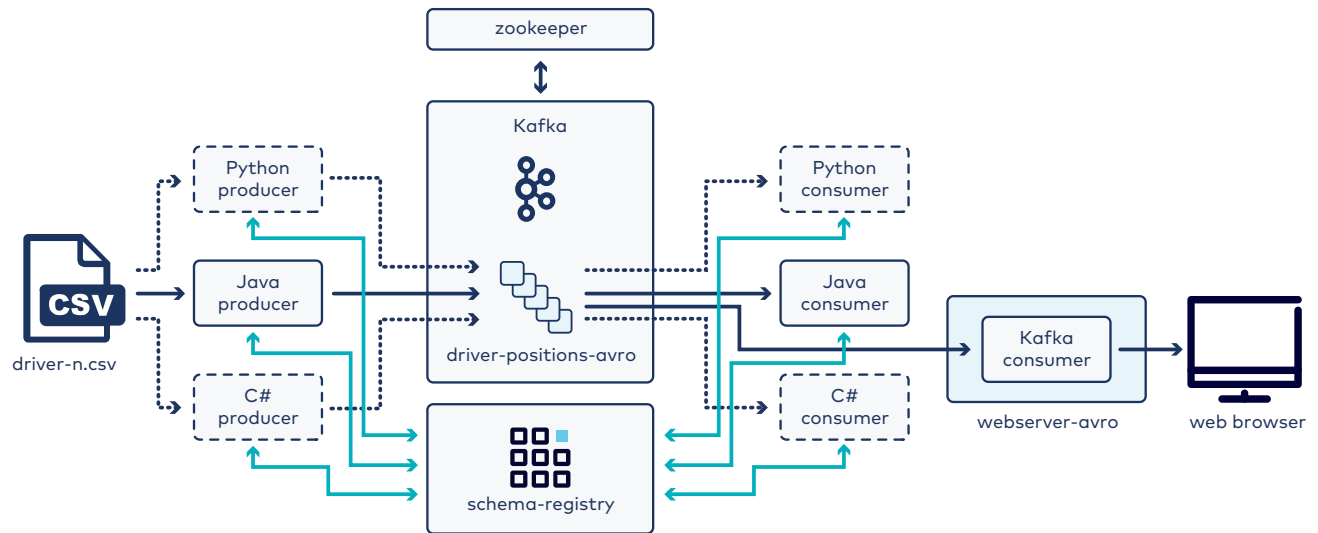 zookeeper
Kafka
Python
producer
Python
consumer
CSV
driver-n.csv
Java
producer
driver-positions-avro
Java
consumer
Kafka
consumer
webserver-avro
web browser
C#
producer
C#
consumer
schema-registry